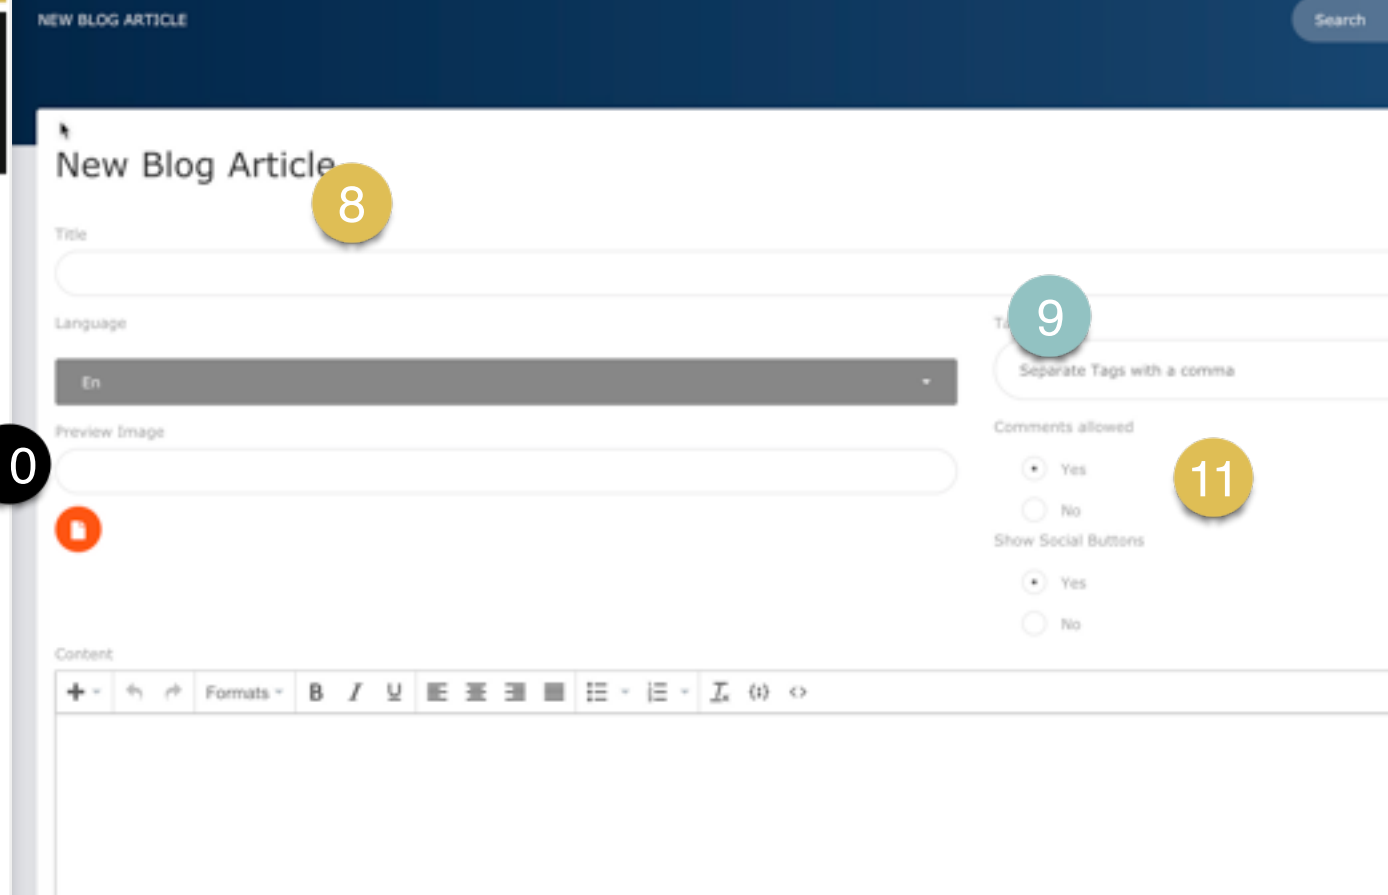 NEW BLOG ARTICLE
Search
New Blog Article
8
Title
9
Language
En
Separate Tags with a comma
Preview Image
Comments allowed
0
Yes
11
No
Show Social Buttons
Yes
No
Content
Formats
B I U